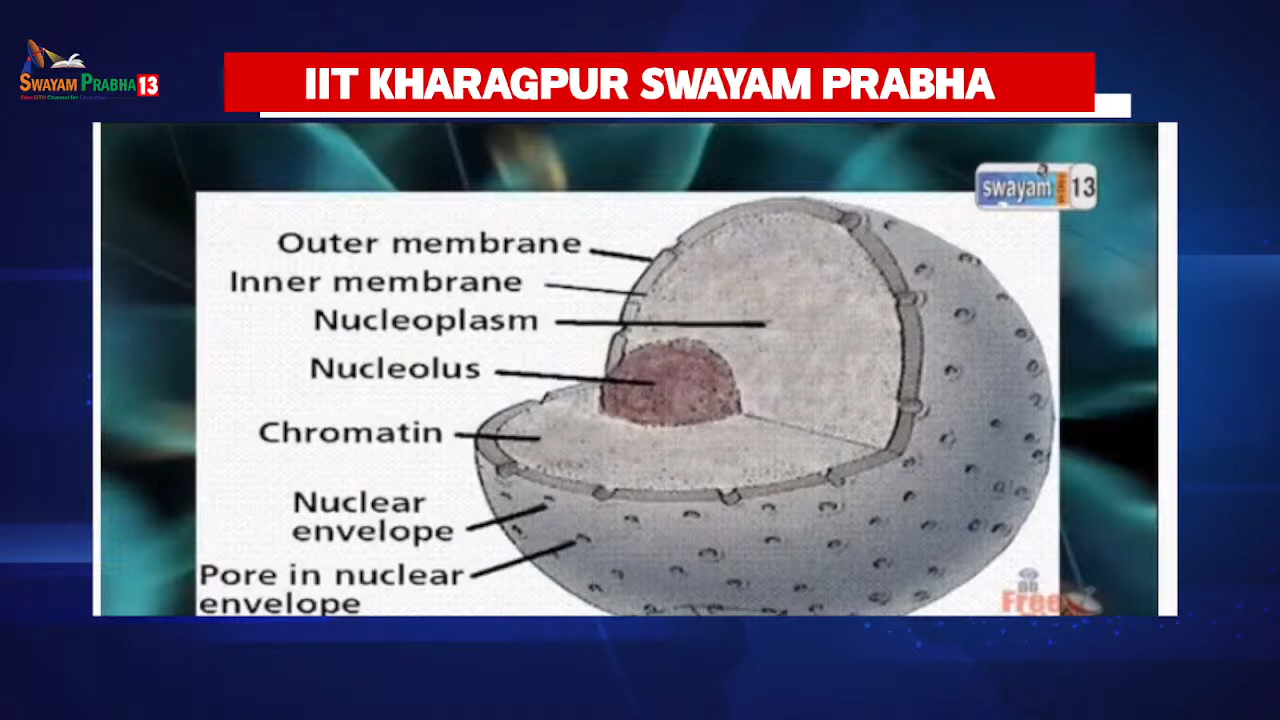 SWAYAM PRABHA 13
IIT KHARAGPUR SWAYAM PRABHA
swayam 13
Outer membrane
Inner membrane
Nucleoplasm
Nucleolus
Chromatin
Nuclear
envelope
Pore in nuclear
envelope
Free